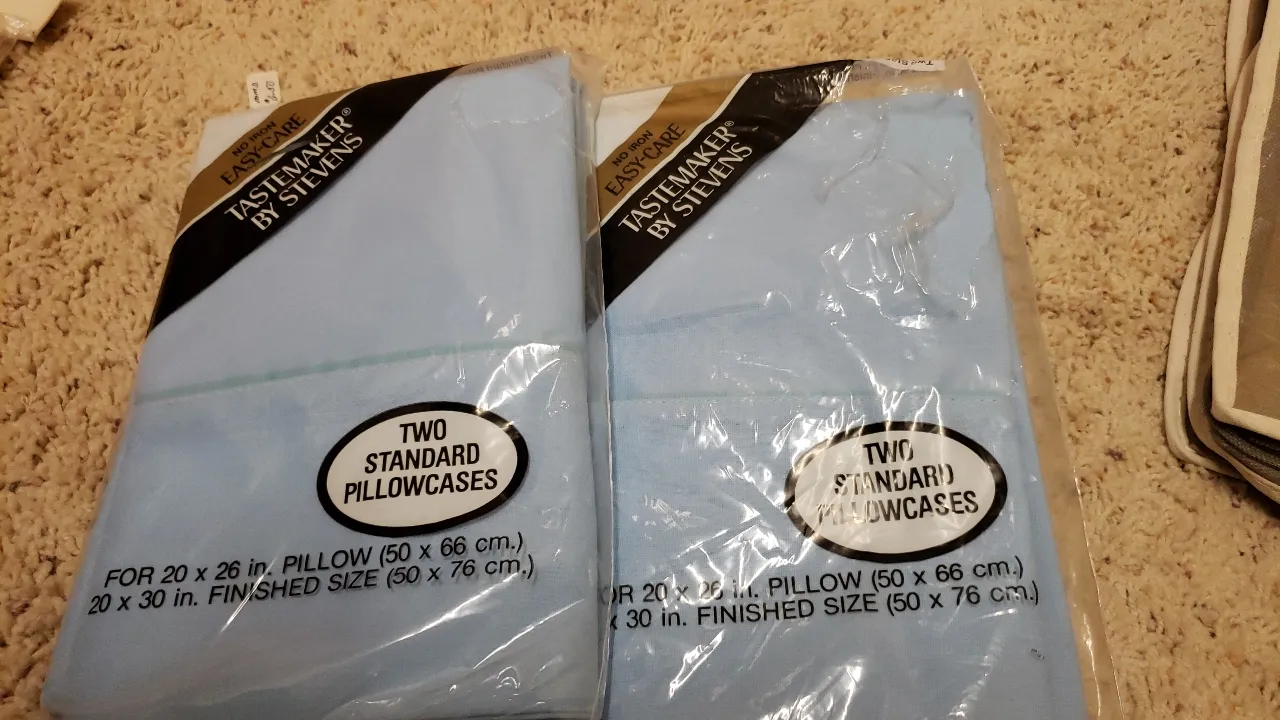 NO IRON
EASY-CARE
TASTEMAKER®
BY STEVENS
TWO
STANDARD
PILLOWCASES
FOR 20 x 26 in. PILLOW (50 x 66 cm.)
20 x 30 in. FINISHED SIZE (50 x 76 cm.)
NO IRON
EASY-CARE
TASTEMAKER®
BY STEVENS
TWO
STANDARD
PILLOWCASES
OR 20 x 26 in. PILLOW (50 x 66 cm.)
x 30 in. FINISHED SIZE (50 x 76 cm.)